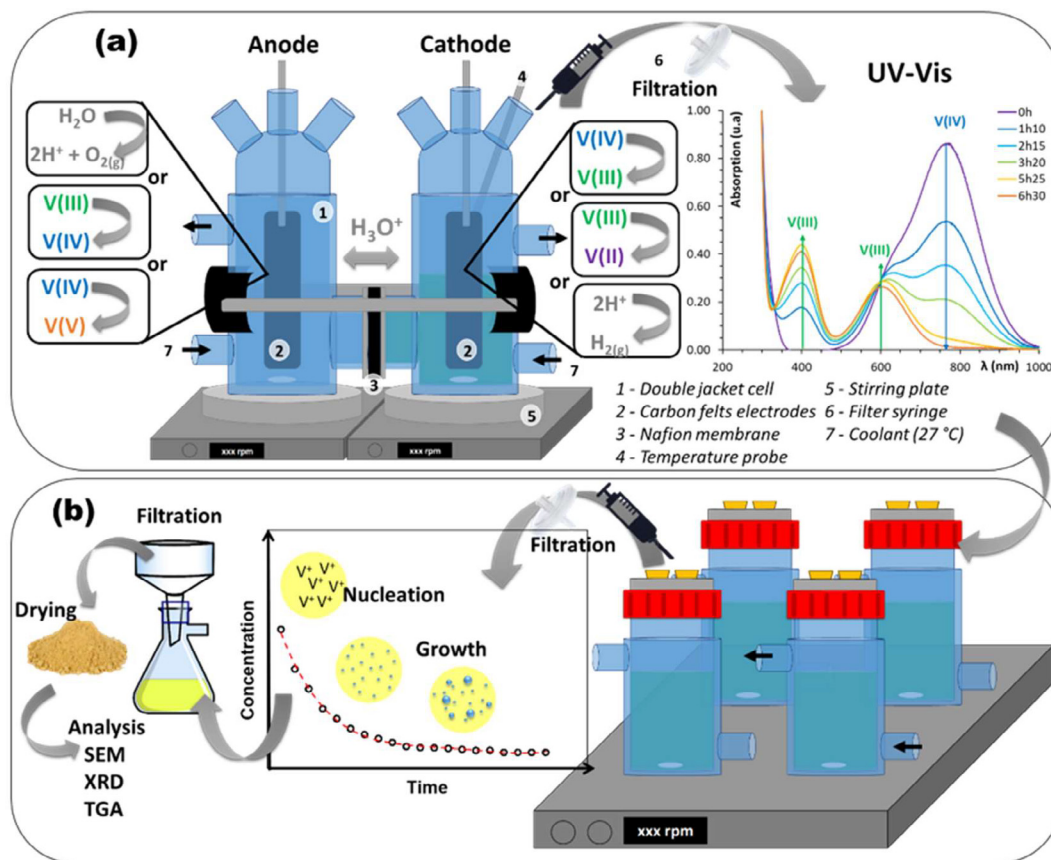 (a)
Anode
Cathode
4
6
Filtration
UV-Vis
H₂O
2H⁺ + O₂₍g₎
or
V(III)
V(IV)
or
V(IV)
V(V)
1
H₃O⁺
2
2
3
5
7
7
V(IV)
V(III)
or
V(III)
V(II)
or
2H⁺
H₂₍g₎
xxx rpm
xxx rpm
Absorption (u.a)
1.00
0.80
0.60
0.40
0.20
0.00
200
400
600
800
1000
λ (nm)
V(III)
V(III)
V(IV)
0h
1h10
2h15
3h20
5h25
6h30
1 - Double jacket cell
2 - Carbon felts electrodes
3 - Nafion membrane
4 - Temperature probe
5 - Stirring plate
6 - Filter syringe
7 - Coolant (27 °C)
(b)
Filtration
Drying
Analysis
SEM
XRD
TGA
Concentration
V⁺ V⁺
V⁺ V⁺ V⁺
V⁺ V⁺
Nucleation
Growth
Time
Filtration
xxx rpm